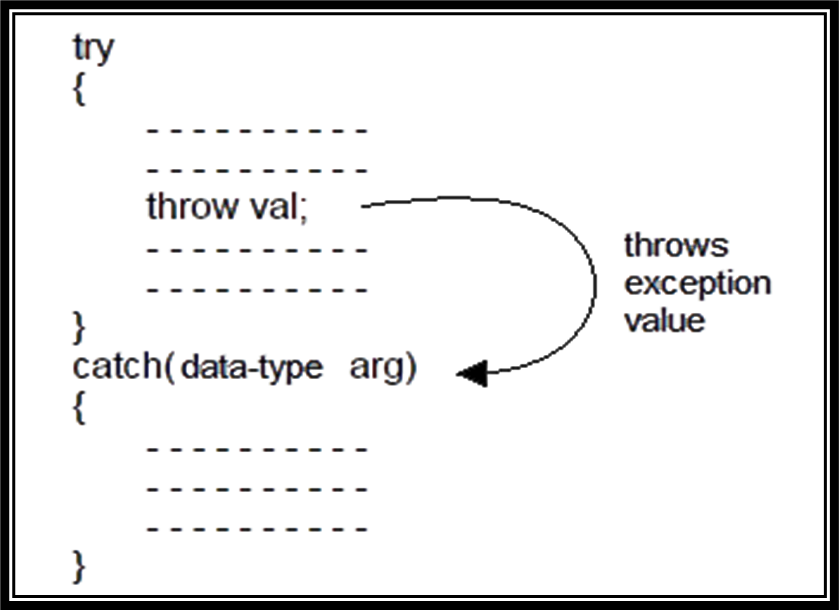 try
{
- - - - - - - - - -
- - - - - - - - - -
throw val;
- - - - - - - - - -
- - - - - - - - - -
}
catch(data-type arg)
{
- - - - - - - - - -
- - - - - - - - - -
- - - - - - - - - -
}
throws
exception
value